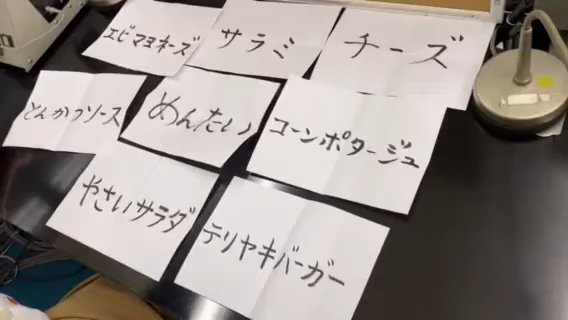 エビマヨネーズ
サラミ
チーズ
とんかつソース
めんたい
コーンポタージュ
やさいサラダ
テリヤキバーガー